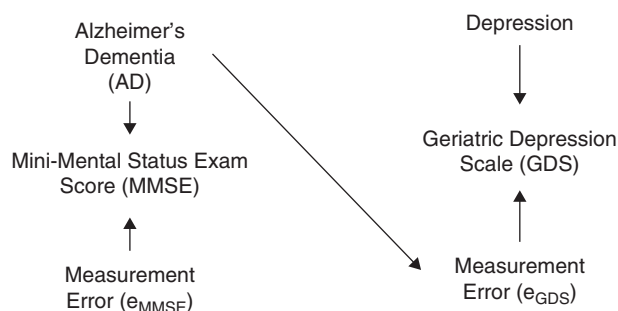 Alzheimer's
Dementia
(AD)
Depression
Mini-Mental Status Exam
Score (MMSE)
Geriatric Depression
Scale (GDS)
Measurement
Error (eMMSE)
Measurement
Error (eGDS)